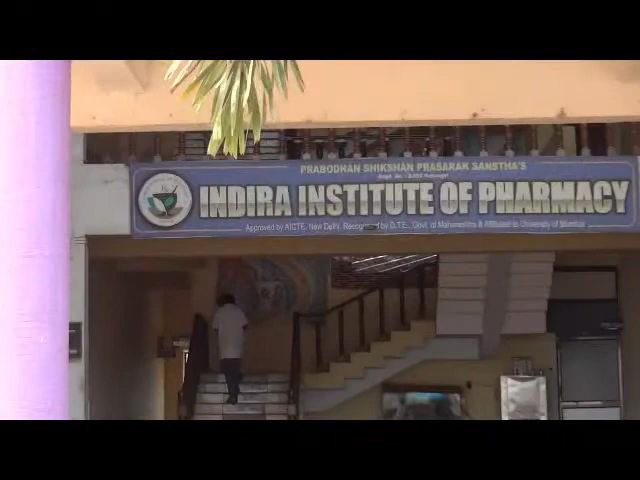 PRABODHAN SHIKSHAN PRASARAK SANSTHA'S
INDIRA INSTITUTE OF PHARMACY
Approved by AICTE, New Delhi, Recognised by D.T.E., Govt. of Maharashtra & Affiliated to University of Mumbai